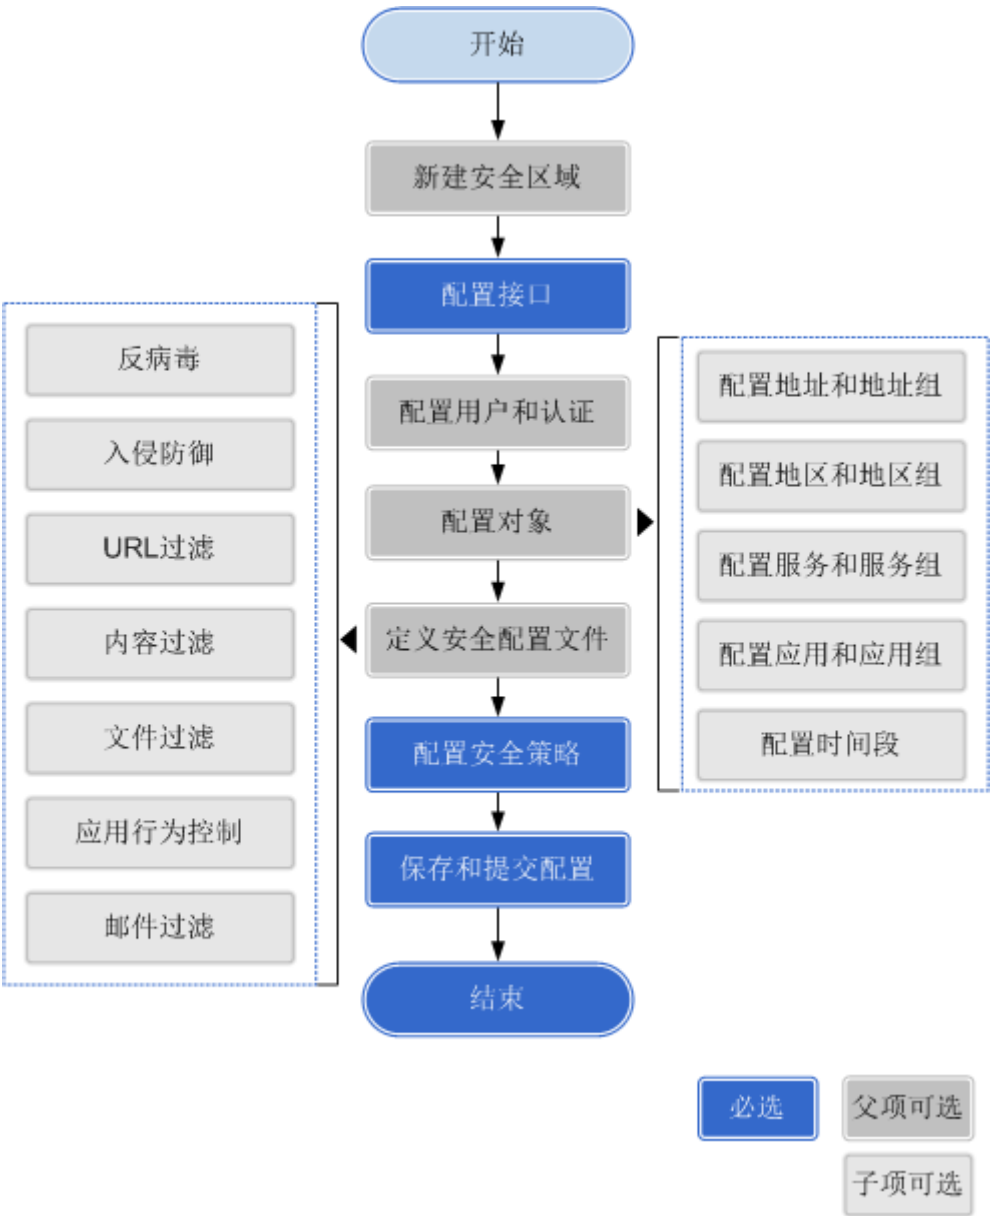 开始
新建安全区域
配置接口
配置用户和认证
配置对象
定义安全配置文件
配置安全策略
保存和提交配置
结束
反病毒
入侵防御
URL过滤
内容过滤
文件过滤
应用行为控制
邮件过滤
配置地址和地址组
配置地区和地区组
配置服务和服务组
配置应用和应用组
配置时间段
必选
父项可选
子项可选